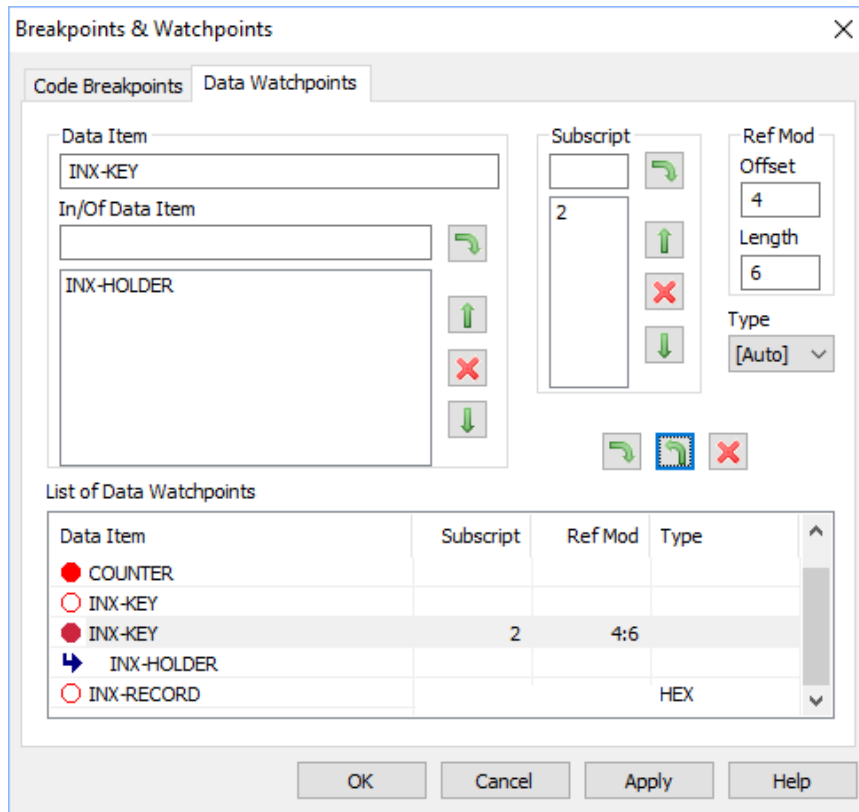 Breakpoints & Watchpoints
Code Breakpoints Data Watchpoints
Data Item Subscript Ref Mod
INX-KEY Offset
4
In/Of Data Item 2 Length
6
INX-HOLDER Type
[Auto]
List of Data Watchpoints
Data Item Subscript Ref Mod Type
COUNTER
INX-KEY
INX-KEY 2 4:6
INX-HOLDER
INX-RECORD HEX
OK Cancel Apply Help